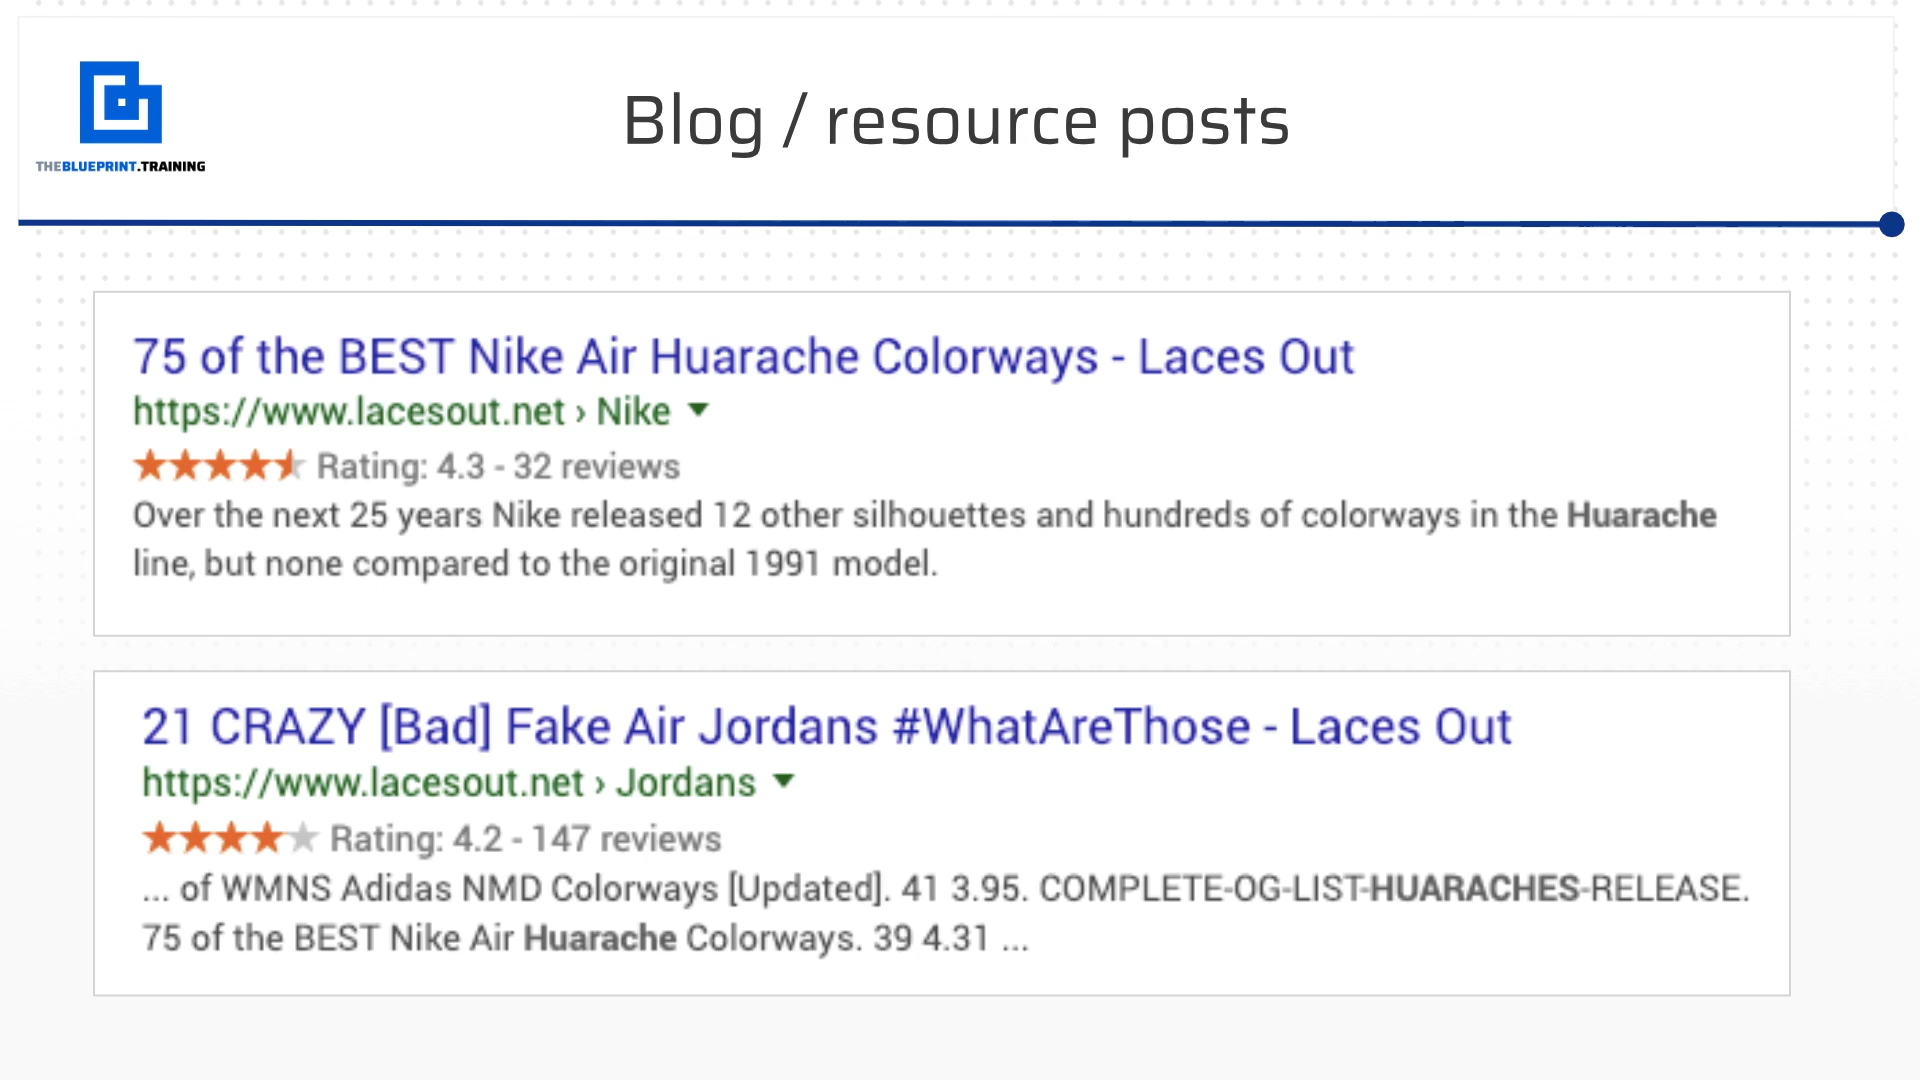 THEBLUEPRINT.TRAINING
Blog / resource posts
75 of the BEST Nike Air Huarache Colorways - Laces Out
https://www.lacesout.net › Nike
Rating: 4.3 - 32 reviews
Over the next 25 years Nike released 12 other silhouettes and hundreds of colorways in the Huarache
line, but none compared to the original 1991 model.
21 CRAZY [Bad] Fake Air Jordans #WhatAreThose - Laces Out
https://www.lacesout.net › Jordans
Rating: 4.2 - 147 reviews
... of WMNS Adidas NMD Colorways [Updated]. 41 3.95. COMPLETE-OG-LIST-HUARACHES-RELEASE.
75 of the BEST Nike Air Huarache Colorways. 39 4.31 ...